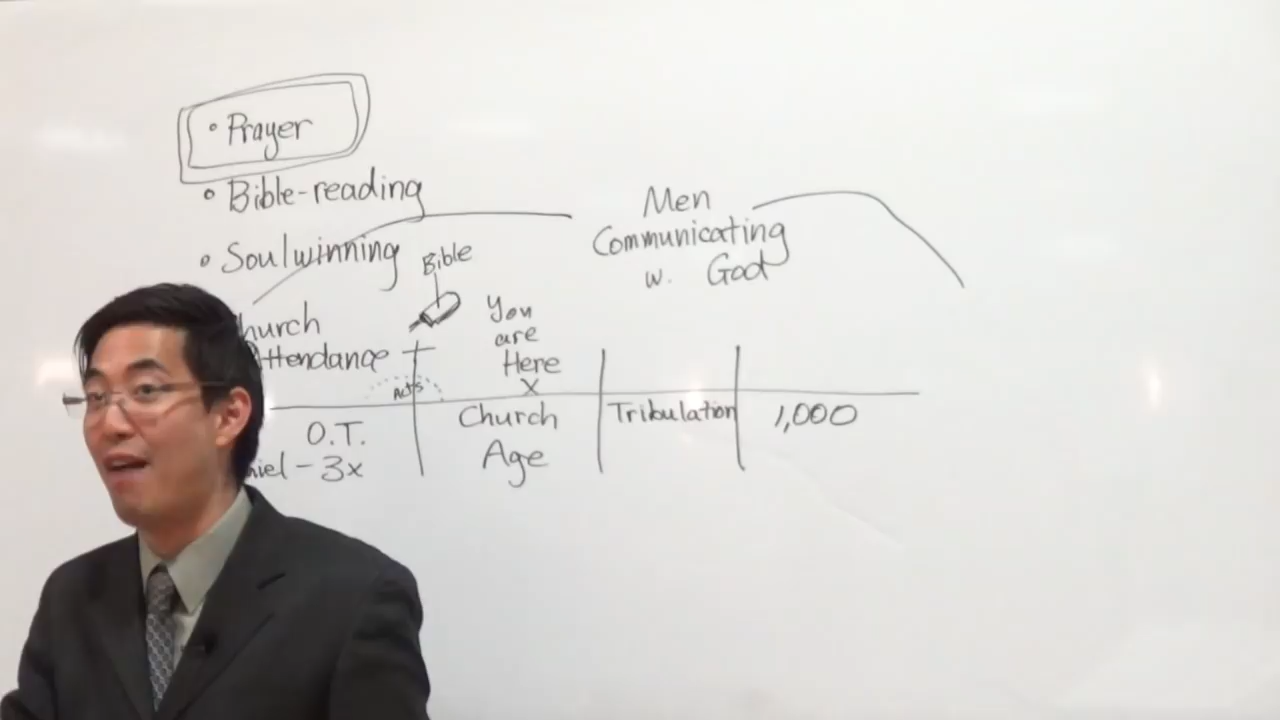 • Prayer
• Bible-reading
• Soulwinning
hurch
Attendance
Bible
Men
Communicating
w. God
You
are
Here
X
Acts
O.T.
iel - 3x
Church
Age
Tribulation
1,000